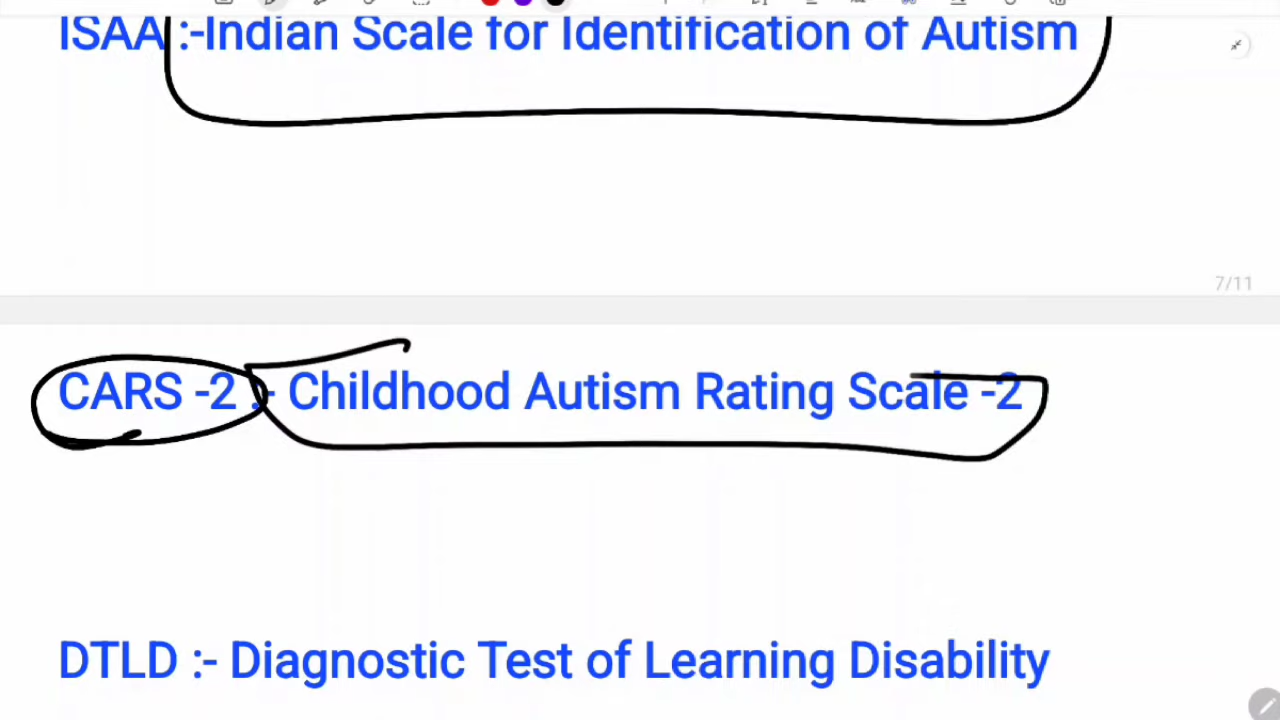 ISAA :-Indian Scale for Identification of Autism
7/11
CARS -2 :- Childhood Autism Rating Scale -2
DTLD :- Diagnostic Test of Learning Disability